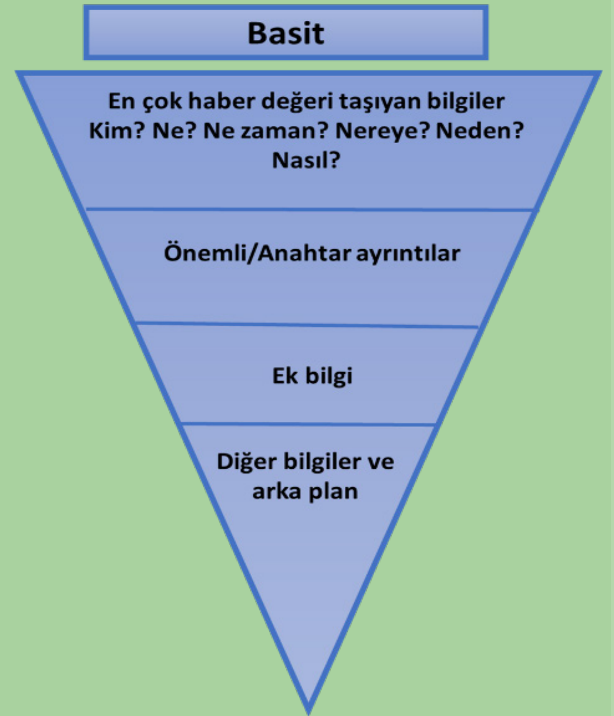 Basit
En çok haber değeri taşıyan bilgiler
Kim? Ne? Ne zaman? Nereye? Neden?
Nasıl?
Önemli/Anahtar ayrıntılar
Ek bilgi
Diğer bilgiler ve
arka plan